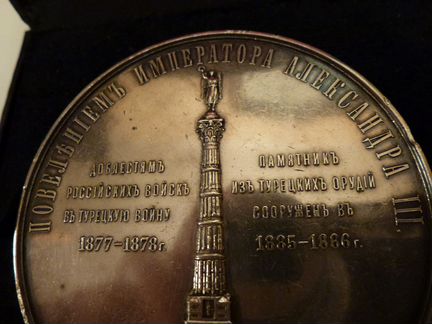 ПОВЕЛѢНІЕМЪ ИМПЕРАТОРА АЛЕКСАНДРА III.
ДОБЛЕСТЯМЪ
РОССІЙСКИХЪ ВОЙСКЪ
ВЪ ТУРЕЦКУЮ ВОЙНУ
1877-1878 г.
ПАМЯТНИКЪ
ИЗЪ ТУРЕЦКИХЪ ОРУДІЙ
СООРУЖЕНЪ ВЪ
1885-1886 г.